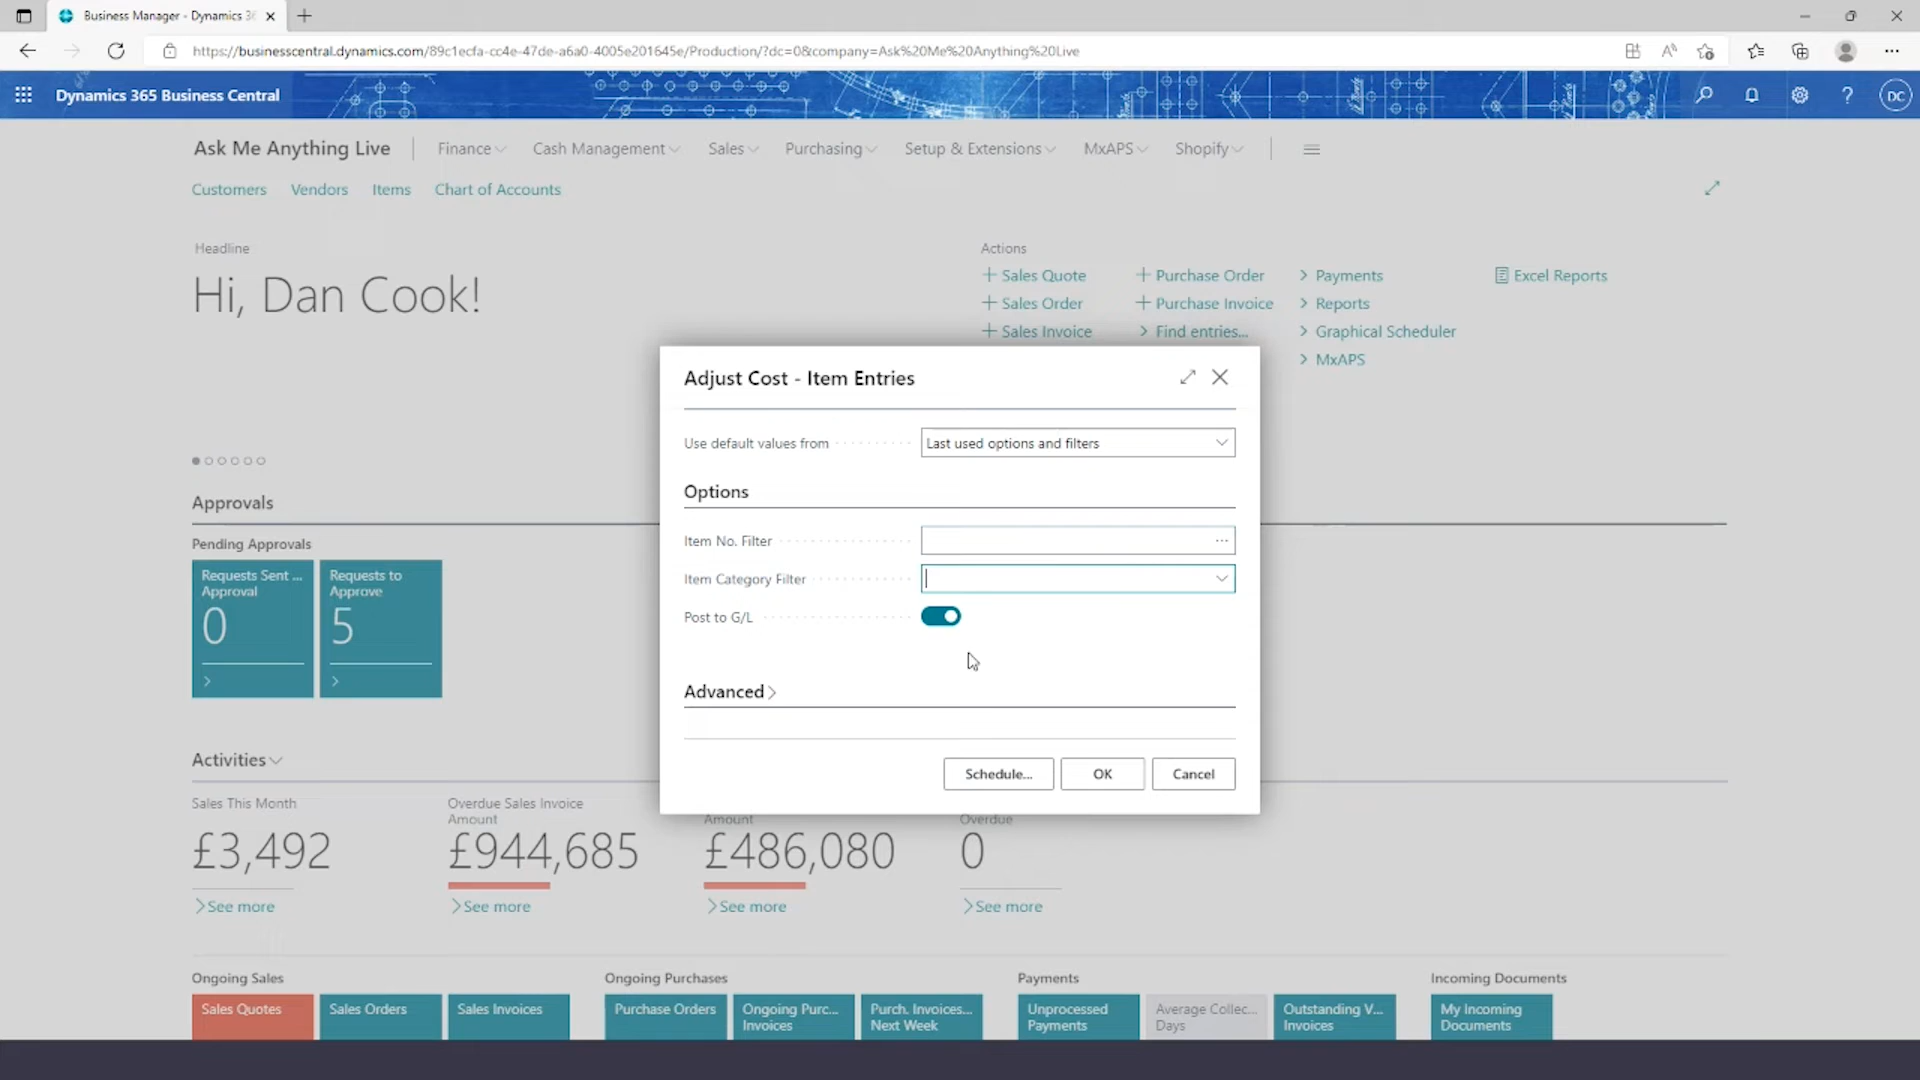 Business Manager - Dynamics 36
https://businesscentral.dynamics.com/89c1ecfa-cc4e-47de-a6a0-4005e201645e/Production/?dc=0&company=Ask%20Me%20Anything%20Live
Dynamics 365 Business Central
DC
Ask Me Anything Live
Finance
Cash Management
Sales
Purchasing
Setup & Extensions
MxAPS
Shopify
Customers
Vendors
Items
Chart of Accounts
Headline
Hi, Dan Cook!
Actions
+ Sales Quote
+ Purchase Order
> Payments
Excel Reports
+ Sales Order
+ Purchase Invoice
> Reports
+ Sales Invoice
> Find entries...
> Graphical Scheduler
> MxAPS
Adjust Cost - Item Entries
Use default values from
Last used options and filters
Options
Item No. Filter
...
Item Category Filter
Post to G/L
Advanced >
Schedule...
OK
Cancel
Approvals
Pending Approvals
Requests Sent ...
Approval
0
Requests to
Approve
5
Activities
Sales This Month
£3,492
> See more
Overdue Sales Invoice
Amount
£944,685
> See more
Amount
£486,080
> See more
Overdue
0
> See more
Ongoing Sales
Sales Quotes
Sales Orders
Sales Invoices
Ongoing Purchases
Purchase Orders
Ongoing Purc...
Invoices
Purch. Invoices...
Next Week
Payments
Unprocessed
Payments
Average Collec...
Days
Outstanding V...
Invoices
Incoming Documents
My Incoming
Documents